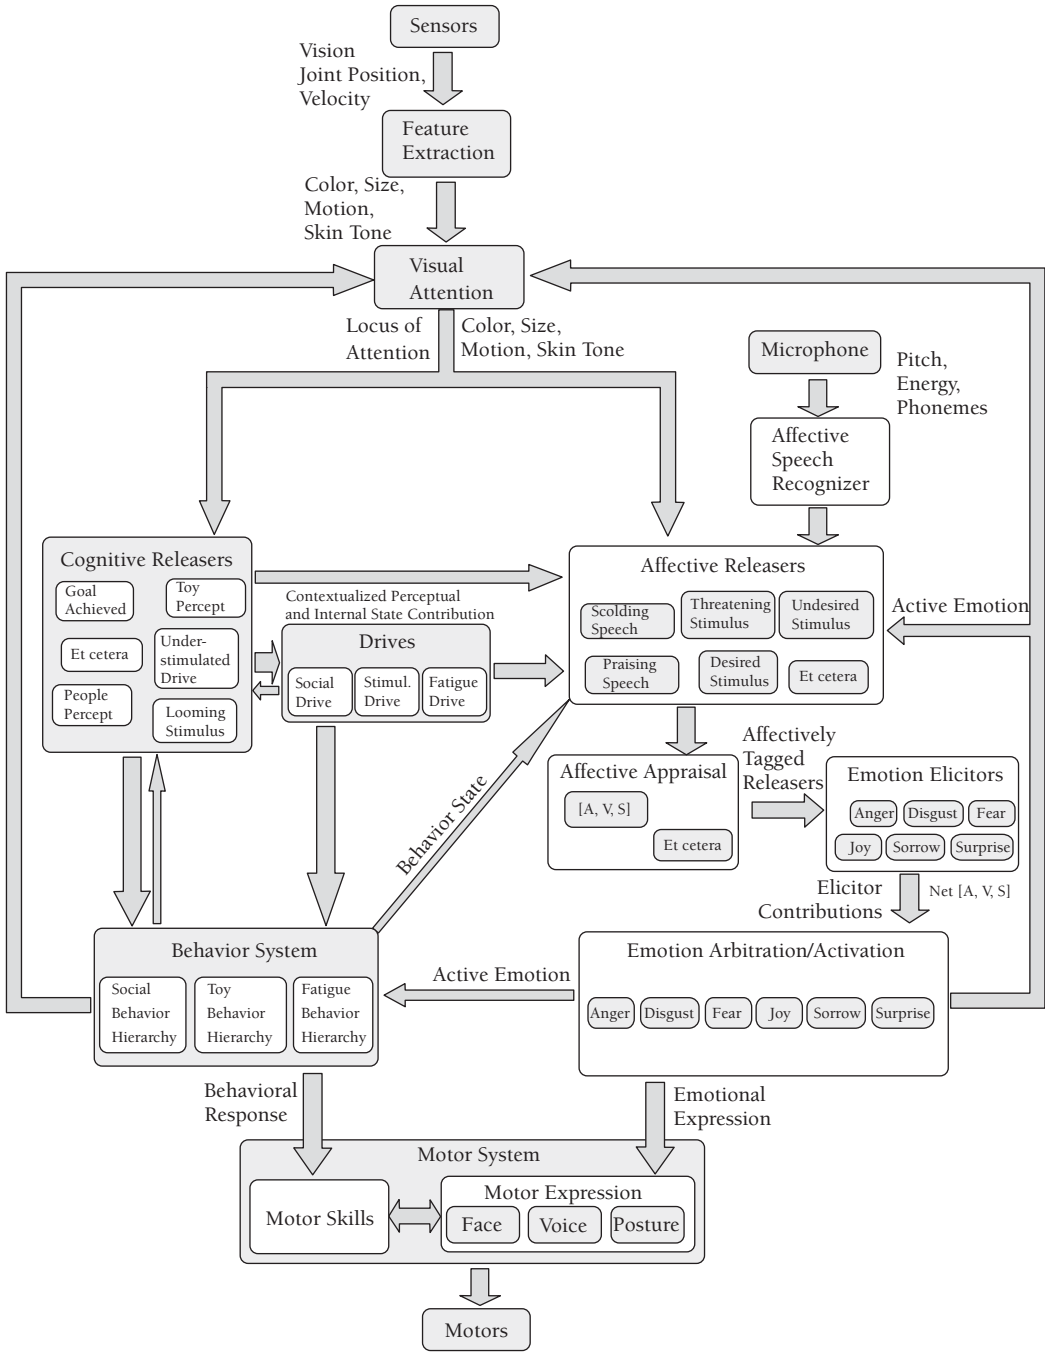 Sensors
Vision
Joint Position,
Velocity
Feature
Extraction
Color, Size,
Motion,
Skin Tone
Visual
Attention
Locus of
Attention
Color, Size,
Motion, Skin Tone
Microphone
Pitch,
Energy,
Phonemes
Affective
Speech
Recognizer
Cognitive Releasers
Goal
Achieved
Toy
Percept
Et cetera
Under-
stimulated
Drive
People
Percept
Looming
Stimulus
Contextualized Perceptual
and Internal State Contribution
Drives
Social
Drive
Stimul.
Drive
Fatigue
Drive
Affective Releasers
Scolding
Speech
Threatening
Stimulus
Undesired
Stimulus
Praising
Speech
Desired
Stimulus
Et cetera
Active Emotion
Affective Appraisal
[A, V, S]
Et cetera
Affectively
Tagged
Releasers
Emotion Elicitors
Anger
Disgust
Fear
Joy
Sorrow
Surprise
Behavior State
Elicitor
Contributions
Net [A, V, S]
Behavior System
Social
Behavior
Hierarchy
Toy
Behavior
Hierarchy
Fatigue
Behavior
Hierarchy
Active Emotion
Emotion Arbitration/Activation
Anger
Disgust
Fear
Joy
Sorrow
Surprise
Behavioral
Response
Emotional
Expression
Motor System
Motor Skills
Motor Expression
Face
Voice
Posture
Motors